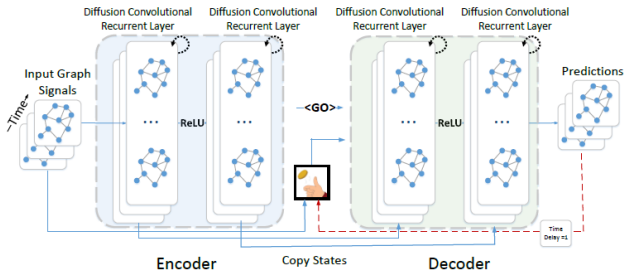 Diffusion Convolutional
Recurrent Layer
Diffusion Convolutional
Recurrent Layer
Diffusion Convolutional
Recurrent Layer
Diffusion Convolutional
Recurrent Layer
Input Graph
Signals
–Time
...
ReLU
...
<GO>
...
ReLU
...
Predictions
Time
Delay =1
Encoder
Copy States
Decoder